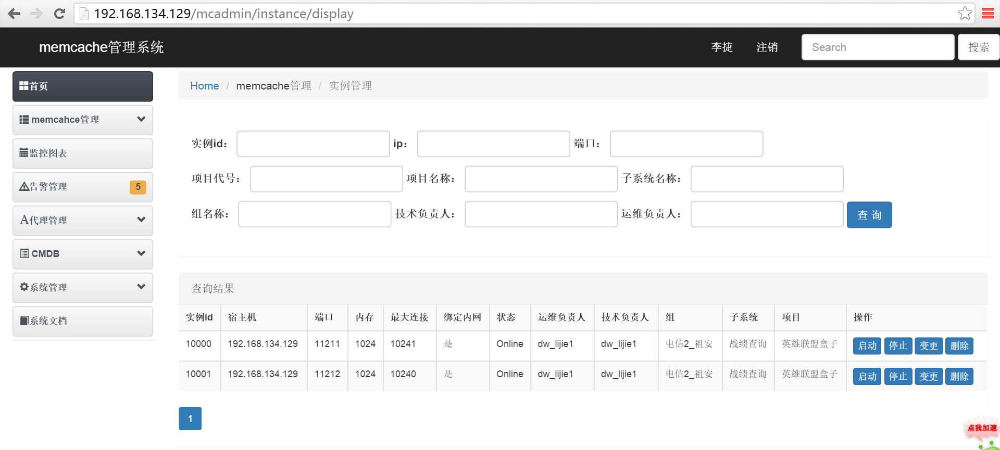 192.168.134.129/mcadmin/instance/display
memcache管理系统 李捷 注销 Search 搜索
首页
memcahce管理
监控图表
告警管理 5
A代理管理
CMDB
系统管理
系统文档
Home / memcache管理 / 实例管理
实例id： ip： 端口：
项目代号： 项目名称： 子系统名称：
组名称： 技术负责人： 运维负责人： 查 询
查询结果
实例id 宿主机 端口 内存 最大连接 绑定内网 状态 运维负责人 技术负责人 组 子系统 项目 操作
10000 192.168.134.129 11211 1024 10241 是 Online dw_lijie1 dw_lijie1 电信2_祖安 战绩查询 英雄联盟盒子 启动 停止 变更 删除
10001 192.168.134.129 11212 1024 10240 是 Online dw_lijie1 dw_lijie1 电信2_祖安 战绩查询 英雄联盟盒子 启动 停止 变更 删除
1
点我加速